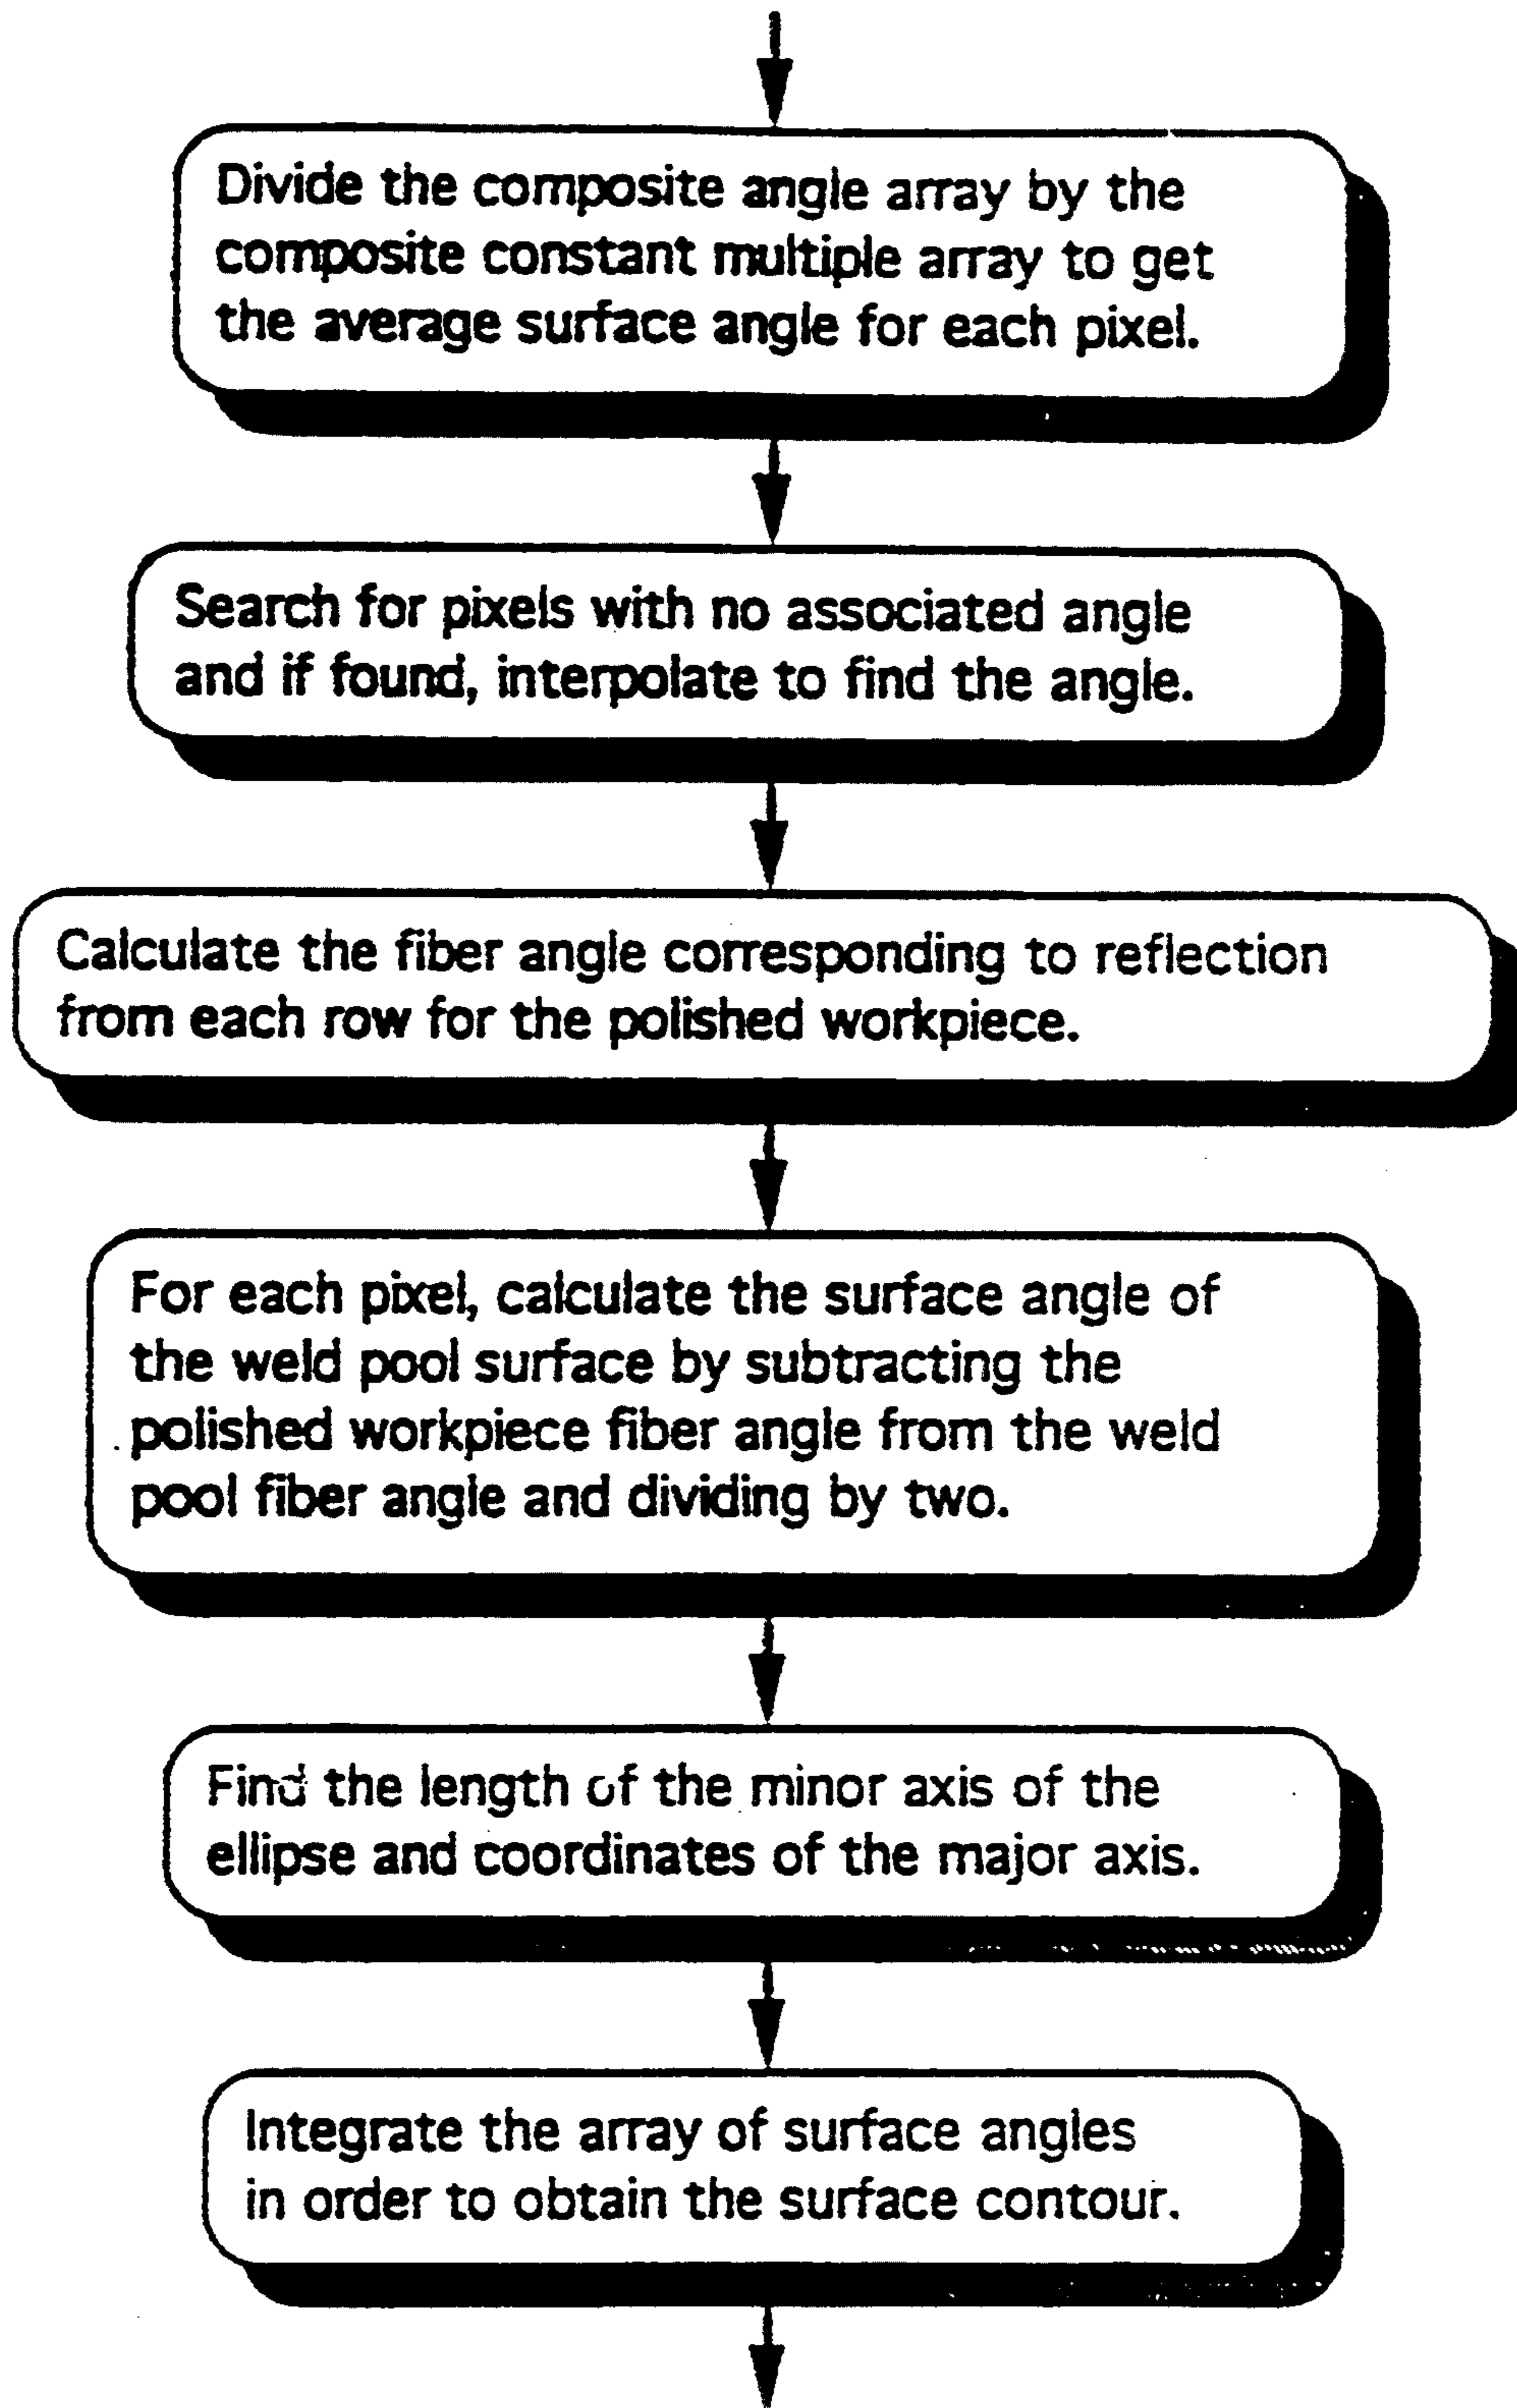 Divide the composite angle array by the
composite constant multiple array to get
the average surface angle for each pixel.
Search for pixels with no associated angle
and if found, interpolate to find the angle.
Calculate the fiber angle corresponding to reflection
from each row for the polished workpiece.
For each pixel, calculate the surface angle of
the weld pool surface by subtracting the
polished workpiece fiber angle from the weld
pool fiber angle and dividing by two.
Find the length of the minor axis of the
ellipse and coordinates of the major axis.
Integrate the array of surface angles
in order to obtain the surface contour.